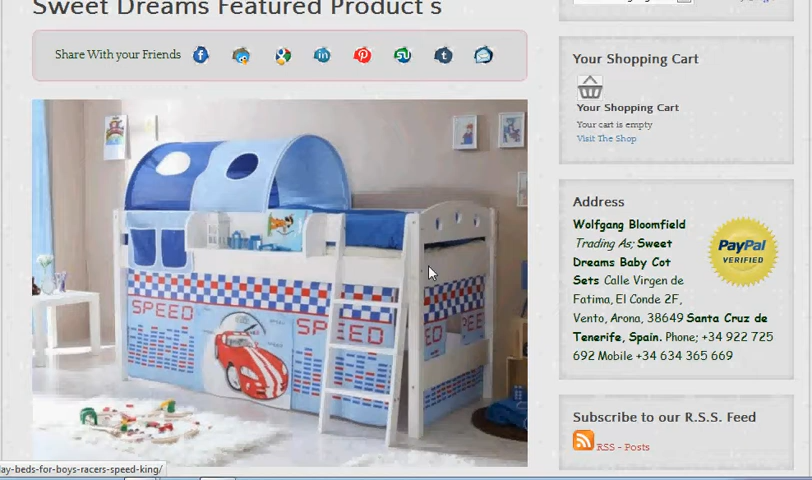 Sweet Dreams Featured Product s
Share With your Friends
SPEED
SPEED
Your Shopping Cart
Your Shopping Cart
Your cart is empty
Visit The Shop
Address
Wolfgang Bloomfield
Trading As; Sweet
Dreams Baby Cot
Sets Calle Virgen de
Fatima, El Conde 2F,
Vento, Arona, 38649 Santa Cruz de
Tenerife, Spain. Phone; +34 922 725
692 Mobile +34 634 365 669
PayPal
VERIFIED
Subscribe to our R.S.S. Feed
RSS - Posts
lay-beds-for-boys-racers-speed-king/